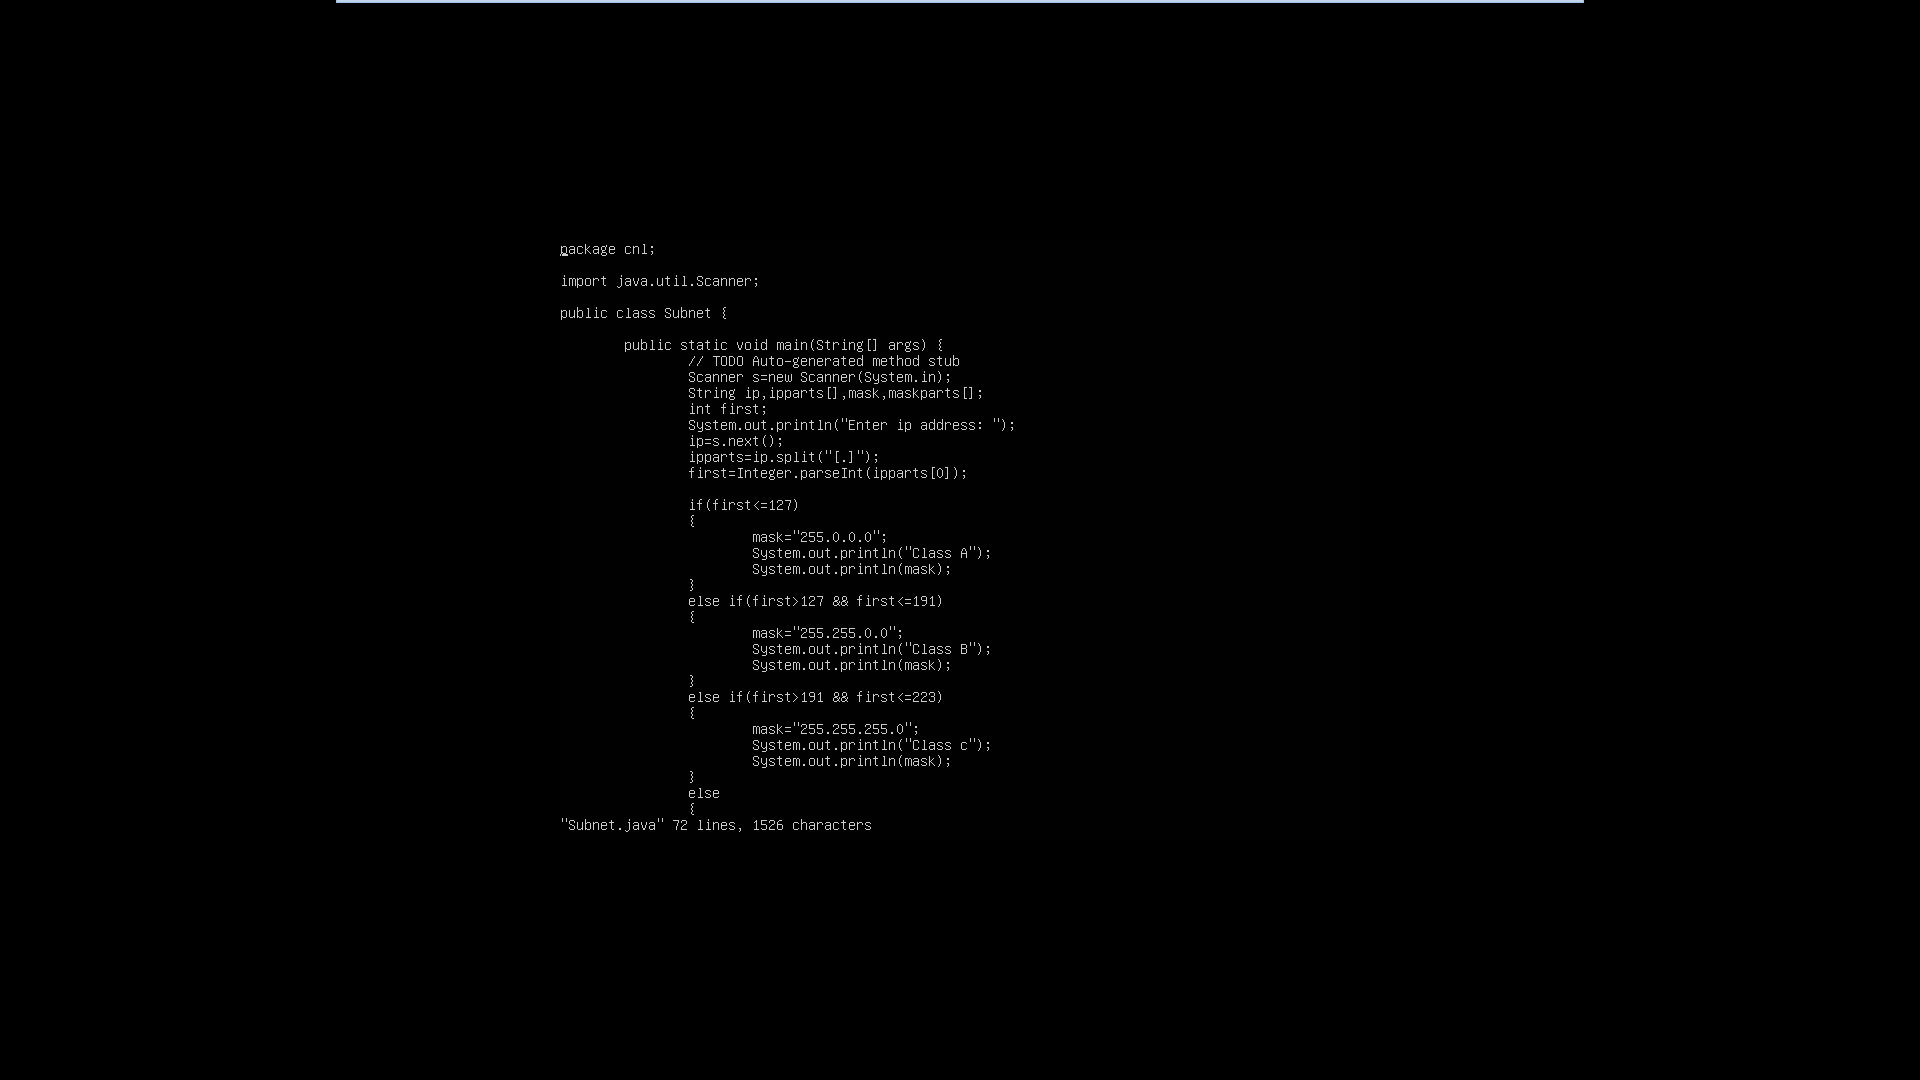 package cnl;
import java.util.Scanner;
public class Subnet {
public static void main(String[] args) {
// TODO Auto-generated method stub
Scanner s=new Scanner(System.in);
String ip,ipparts[],mask,maskparts[];
int first;
System.out.println("Enter ip address: ");
ip=s.next();
ipparts=ip.split("[.]");
first=Integer.parseInt(ipparts[0]);
if(first<=127)
{
mask="255.0.0.0";
System.out.println("Class A");
System.out.println(mask);
}
else if(first>127 && first<=191)
{
mask="255.255.0.0";
System.out.println("Class B");
System.out.println(mask);
}
else if(first>191 && first<=223)
{
mask="255.255.255.0";
System.out.println("Class c");
System.out.println(mask);
}
else
{
"Subnet.java" 72 lines, 1526 characters